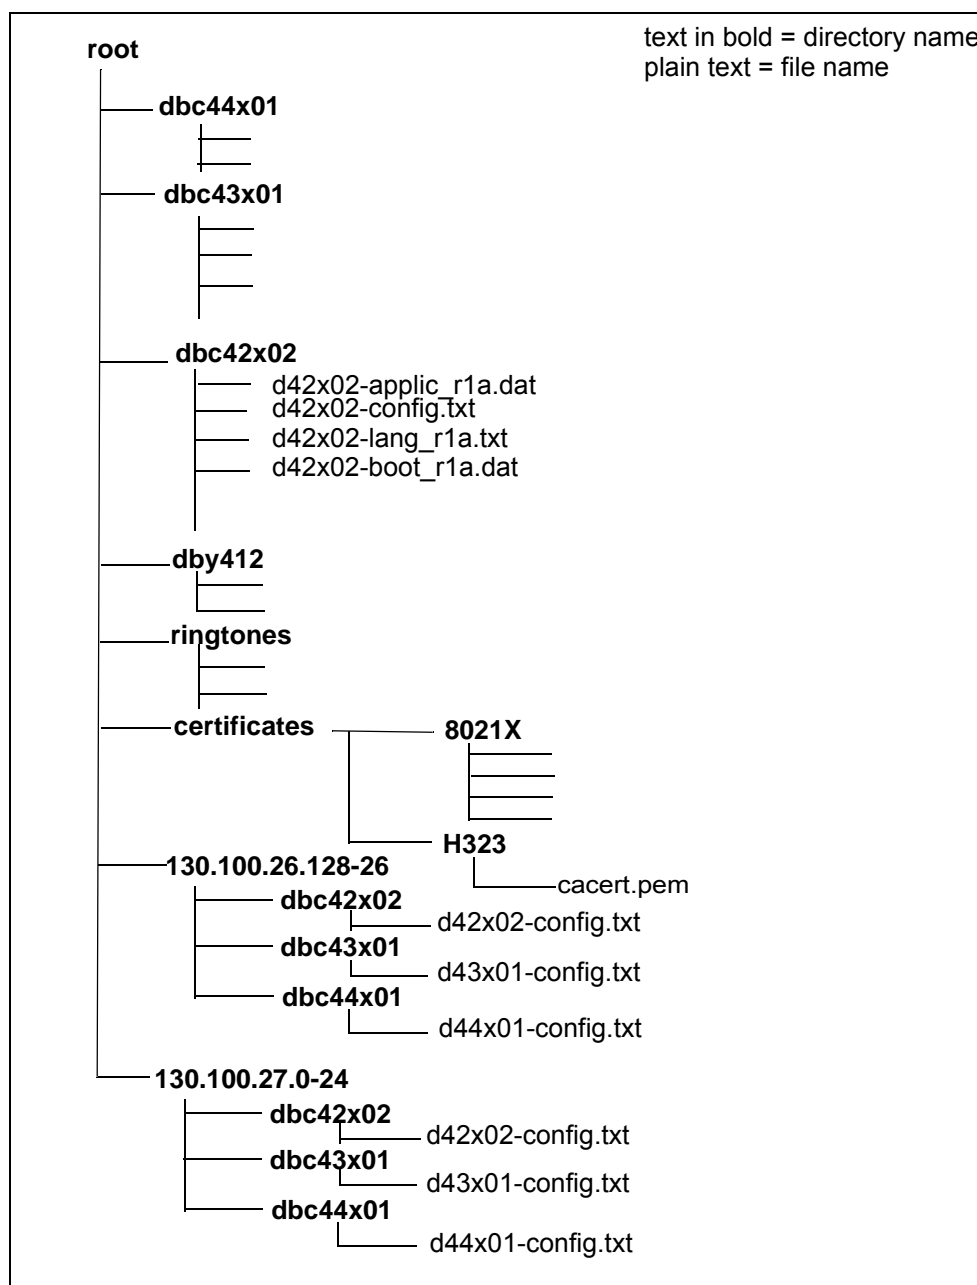 text in bold = directory name
plain text = file name
root
dbc44x01
dbc43x01
dbc42x02
d42x02-applic_r1a.dat
d42x02-config.txt
d42x02-lang_r1a.txt
d42x02-boot_r1a.dat
dby412
ringtones
certificates
8021X
H323
cacert.pem
130.100.26.128-26
dbc42x02
d42x02-config.txt
dbc43x01
d43x01-config.txt
dbc44x01
d44x01-config.txt
130.100.27.0-24
dbc42x02
d42x02-config.txt
dbc43x01
d43x01-config.txt
dbc44x01
d44x01-config.txt